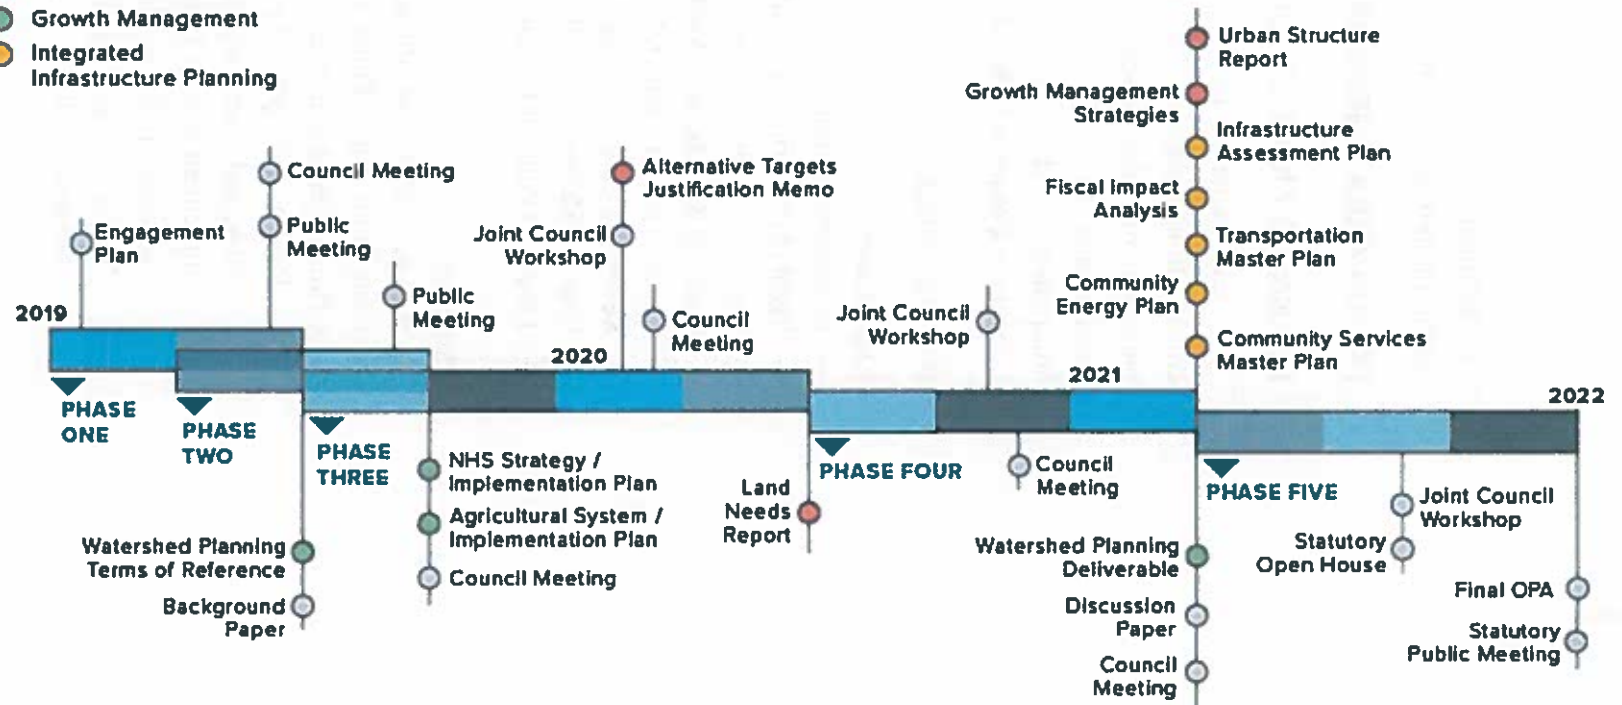 Growth Management
Integrated
Infrastructure Planning
Urban Structure
Report
Growth Management
Strategies
Infrastructure
Assessment Plan
Fiscal Impact
Analysis
Transportation
Master Plan
Community
Energy Plan
Community Services
Master Plan
Council Meeting
Public
Meeting
Engagement
Plan
Public
Meeting
Alternative Targets
Justification Memo
Joint Council
Workshop
Council
Meeting
Joint Council
Workshop
2019
2020
2021
2022
PHASE
ONE
PHASE
TWO
PHASE
THREE
PHASE FOUR
PHASE FIVE
Watershed Planning
Terms of Reference
Background
Paper
NHS Strategy /
Implementation Plan
Agricultural System /
Implementation Plan
Council Meeting
Land
Needs
Report
Council
Meeting
Watershed Planning
Deliverable
Discussion
Paper
Council
Meeting
Joint Council
Workshop
Statutory
Open House
Final OPA
Statutory
Public Meeting